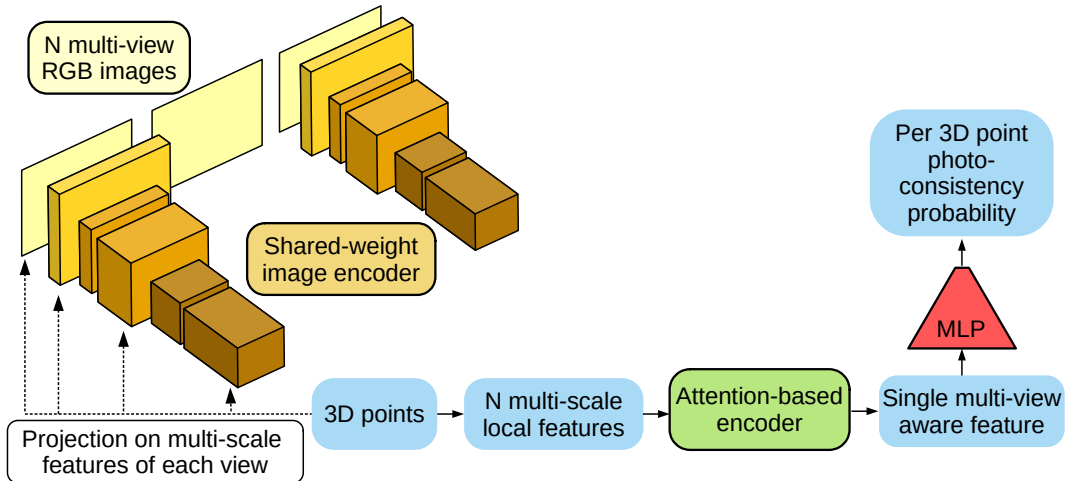 N multi-view
RGB images
Shared-weight
image encoder
Per 3D point
photo-
consistency
probability
MLP
3D points
N multi-scale
local features
Attention-based
encoder
Single multi-view
aware feature
Projection on multi-scale
features of each view